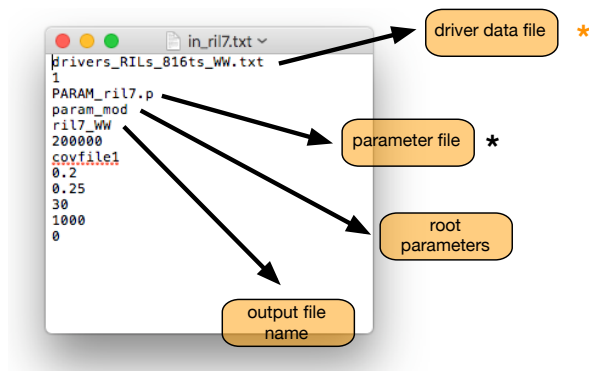 in_ril7.txt
drivers_RILs_816ts_WW.txt
1
PARAM_ril7.p
param_mod
ril7_WW
200000
covfile1
0.2
0.25
30
1000
0
driver data file *
parameter file *
root
parameters
output file
name